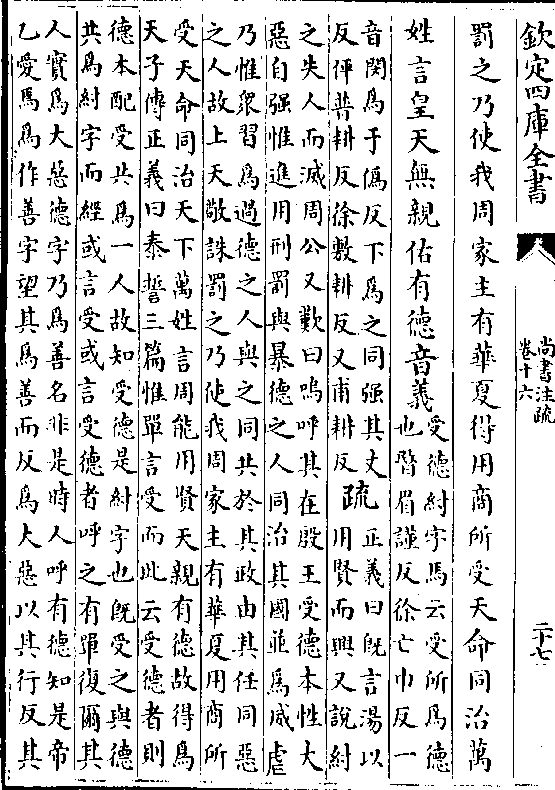 欽定四庫全書
尚書注疏
卷十六
二十七
罰之乃使我周家主有華夏得用商所受天命同治萬
姓言皇天無親佑有德音義受德紂字馬云受所為德
也暋眉謹反徐亡巾反一
音閔為于偽反下為之同强其丈
反伻普耕反徐敷耕反又甫耕反疏正義曰既言湯以
用賢而興又說紂
之失人而滅周公又歎曰嗚呼其在殷王受德本性大
惡自强惟進用刑罰與暴德之人同治其國並為威虐
乃惟衆習為過德之人與之同共於其政由其任同惡
之人故上天敬誅罰之乃使我周家主有華夏用商所
受天命同治天下萬姓言周能用賢天親有德故得為
天子傳正義曰泰誓三篇惟單言受而此云受德者則
德本配受共為一人故知受德是紂字也既受之與德
共為紂字而經或言受或言受德者呼之有單復爾其
人實為大惡德字乃為善名非是時人呼有德知是帝
乙愛焉為作善字望其為善而反為大惡以其行反其